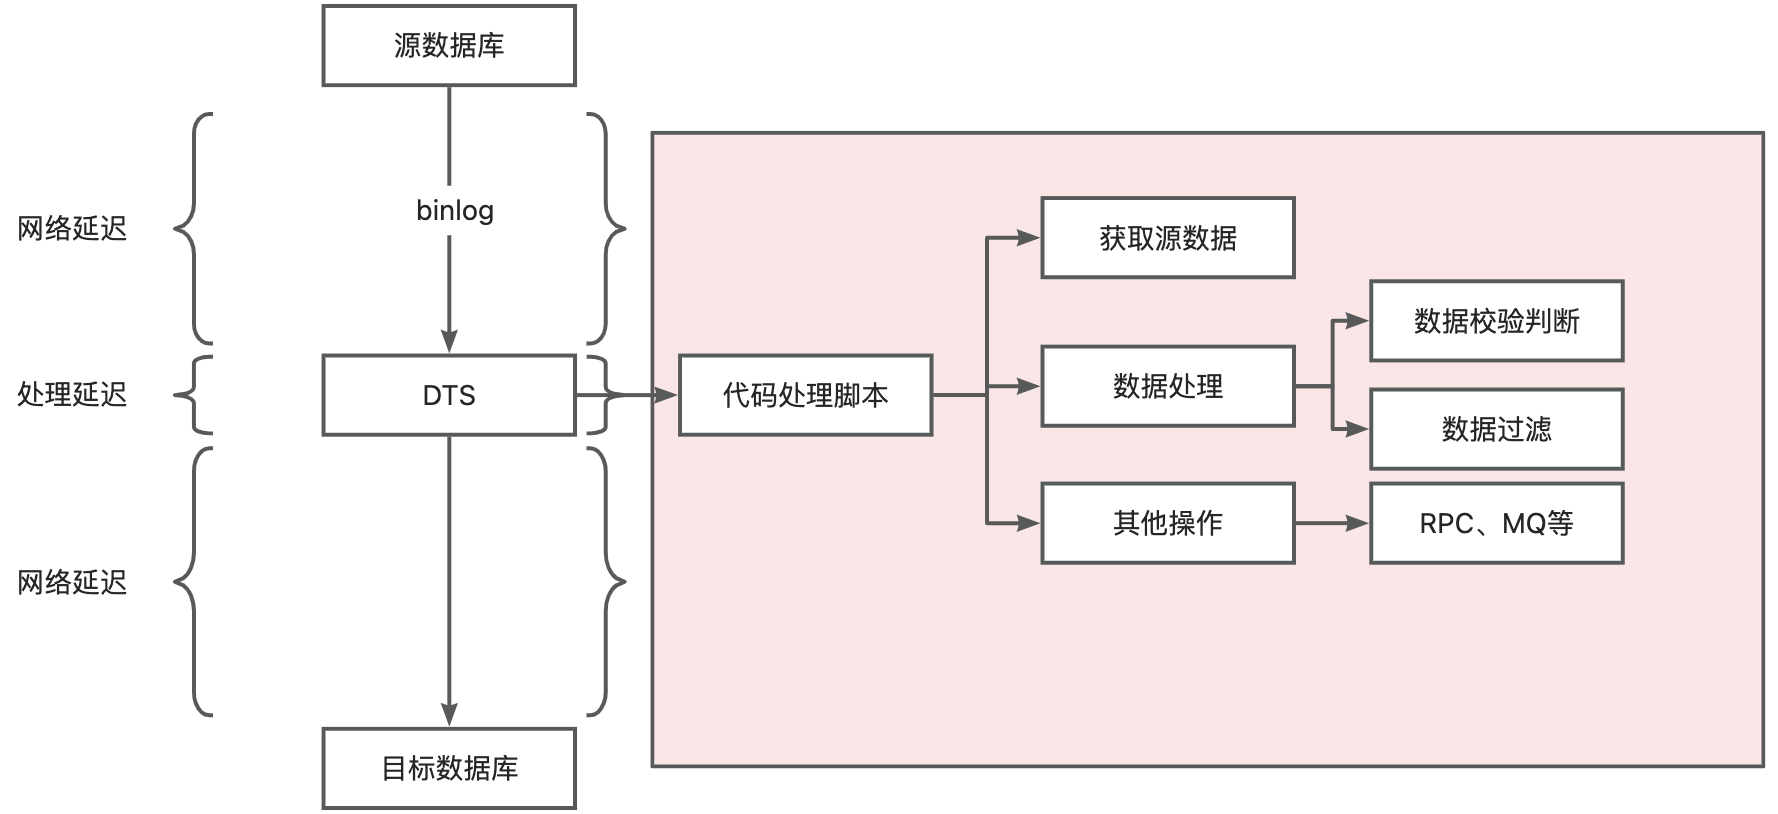 源数据库
binlog
网络延迟
获取源数据
数据校验判断
处理延迟
DTS
代码处理脚本
数据处理
数据过滤
其他操作
RPC、MQ等
网络延迟
目标数据库